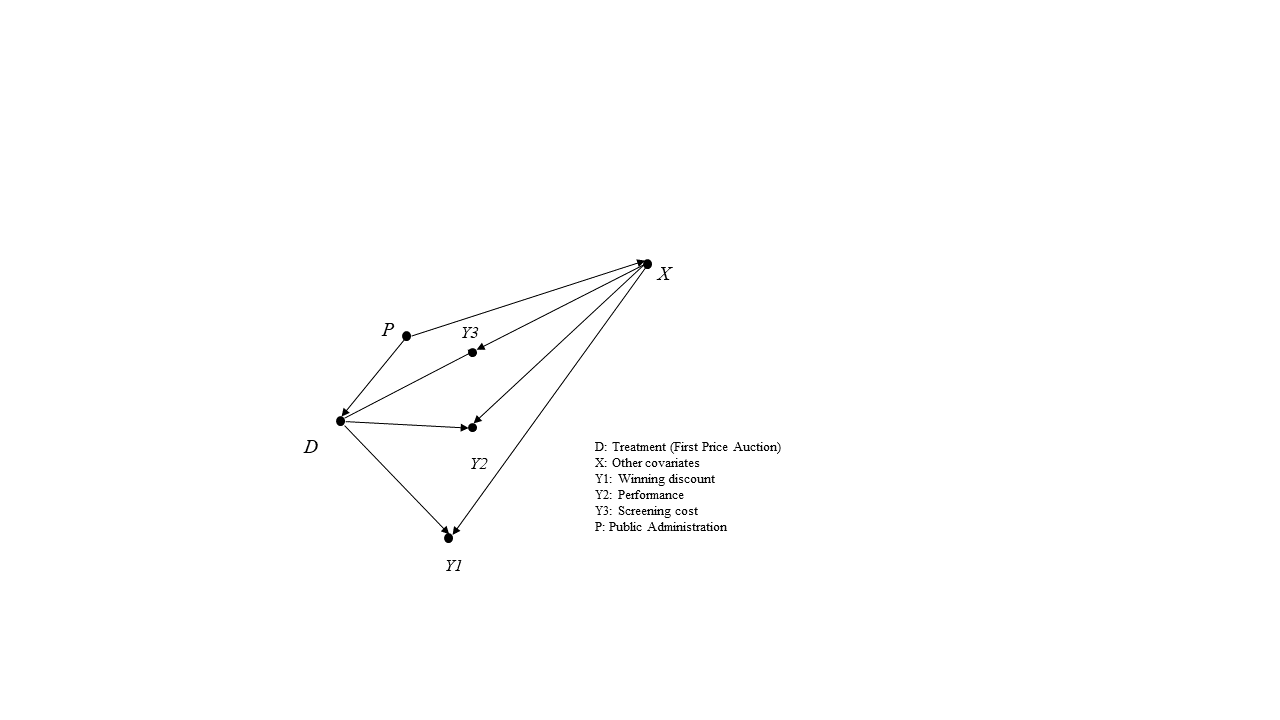 X
P
Y3
D
Y2
D: Treatment (First Price Auction)
X: Other covariates
Y1: Winning discount
Y2: Performance
Y3: Screening cost
P: Public Administration
Y1